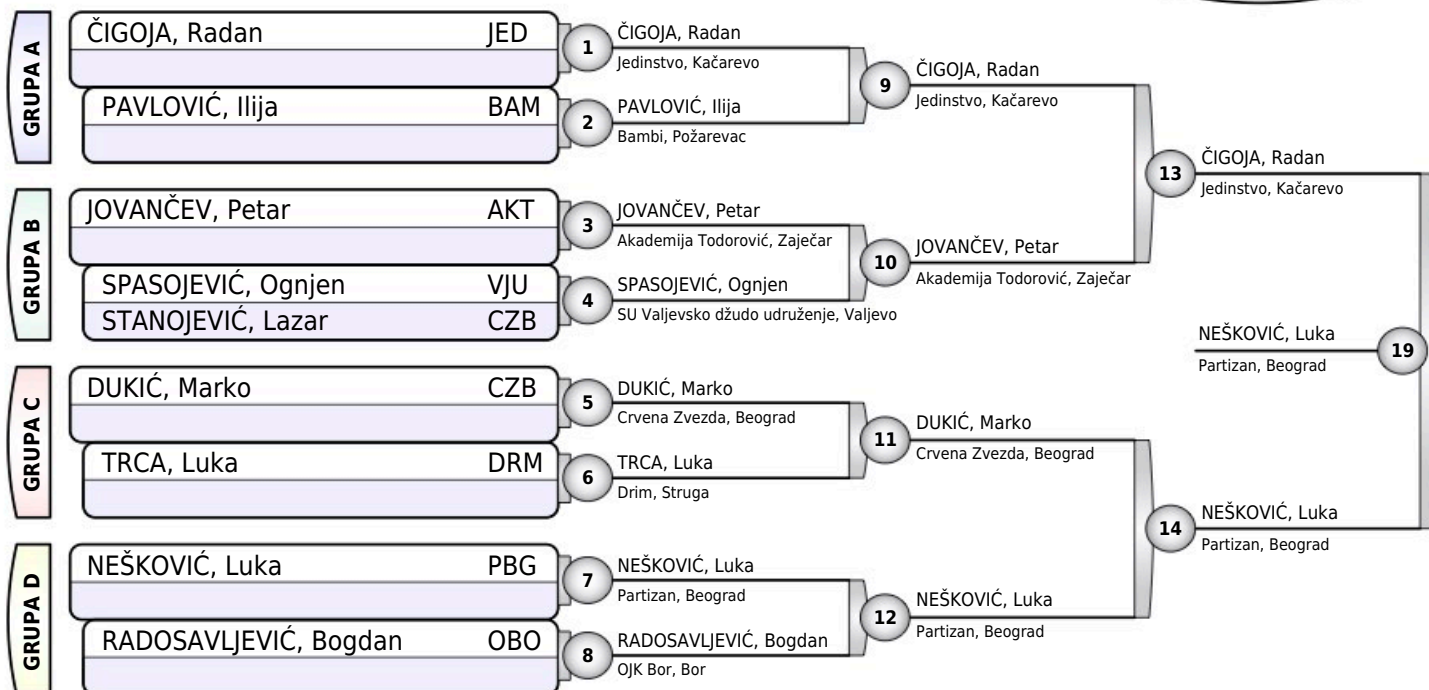 GRUPA A
ČIGOJA, Radan JED
PAVLOVIĆ, Ilija BAM
GRUPA B
JOVANČEV, Petar AKT
SPASOJEVIĆ, Ognjen VJU
STANOJEVIĆ, Lazar CZB
GRUPA C
DUKIĆ, Marko CZB
TRCA, Luka DRM
GRUPA D
NEŠKOVIĆ, Luka PBG
RADOSAVLJEVIĆ, Bogdan OBO
1
ČIGOJA, Radan
Jedinstvo, Kačarevo
2
PAVLOVIĆ, Ilija
Bambi, Požarevac
3
JOVANČEV, Petar
Akademija Todorović, Zaječar
4
SPASOJEVIĆ, Ognjen
SU Valjevsko džudo udruženje, Valjevo
5
DUKIĆ, Marko
Crvena Zvezda, Beograd
6
TRCA, Luka
Drim, Struga
7
NEŠKOVIĆ, Luka
Partizan, Beograd
8
RADOSAVLJEVIĆ, Bogdan
OJK Bor, Bor
9
ČIGOJA, Radan
Jedinstvo, Kačarevo
10
JOVANČEV, Petar
Akademija Todorović, Zaječar
11
DUKIĆ, Marko
Crvena Zvezda, Beograd
12
NEŠKOVIĆ, Luka
Partizan, Beograd
13
ČIGOJA, Radan
Jedinstvo, Kačarevo
14
NEŠKOVIĆ, Luka
Partizan, Beograd
NEŠKOVIĆ, Luka
Partizan, Beograd
19